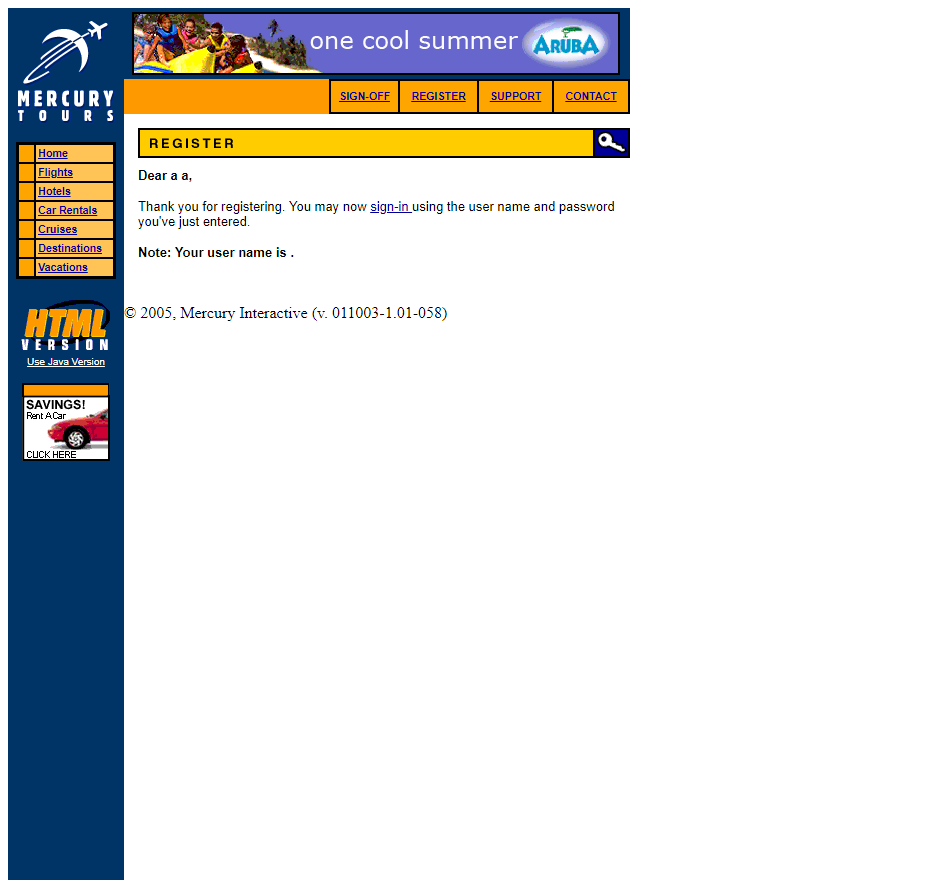 MERCURY
TOURS
one cool summer
ARUBA
SIGN-OFF
REGISTER
SUPPORT
CONTACT
Home
Flights
Hotels
Car Rentals
Cruises
Destinations
Vacations
HTML
VERSION
Use Java Version
SAVINGS!
Rent A Car
CLICK HERE
REGISTER
Dear a a,
Thank you for registering. You may now sign-in using the user name and password
you've just entered.
Note: Your user name is .
© 2005, Mercury Interactive (v. 011003-1.01-058)